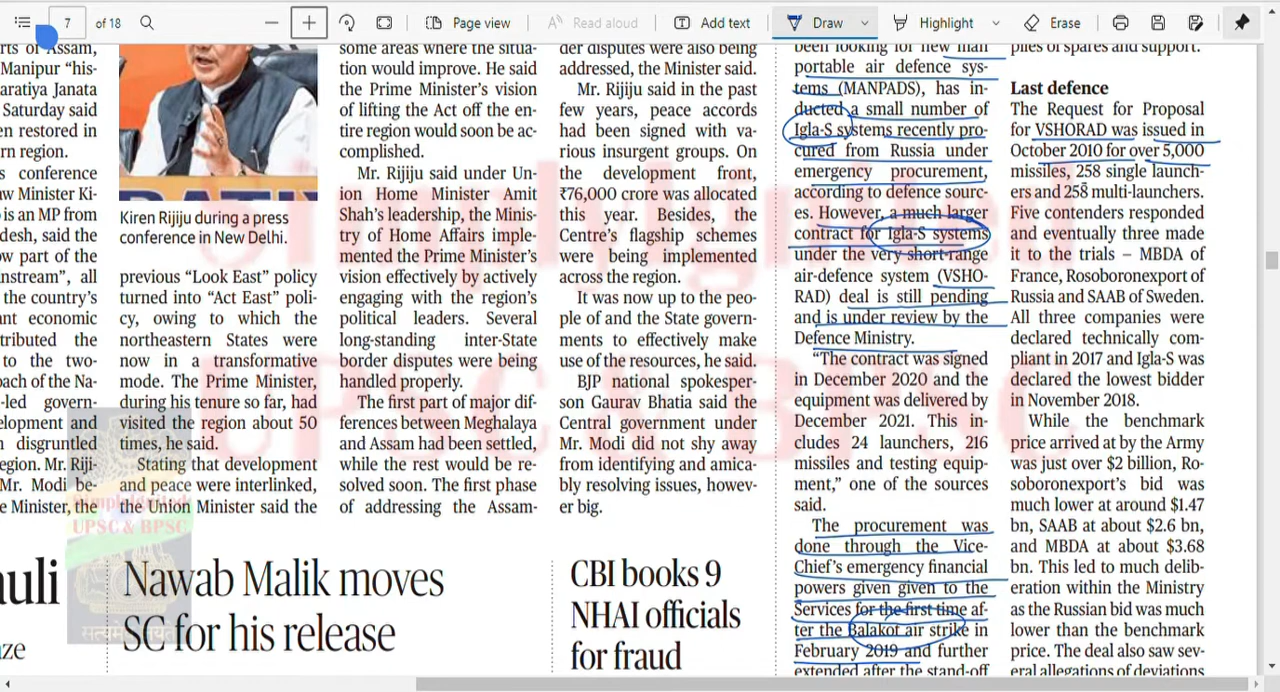 7 of 18
Page view
Read aloud
Add text
Draw
Highlight
Erase
rts of Assam,
Manipur “his-
aratiya Janata
Saturday said
en restored in
rn region.
s conference
aw Minister Ki-
o is an MP from
desh, said the
ow part of the
instream”, all
the country’s
ant economic
tributed the
to the two-
oach of the Na-
-led govern-
elopment and
n disgruntled
egion. Mr. Riji-
Mr. Modi be-
e Minister, the
Kiren Rijiju during a press
conference in New Delhi.
previous “Look East” policy
turned into “Act East” poli-
cy, owing to which the
northeastern States were
now in a transformative
mode. The Prime Minister,
during his tenure so far, had
visited the region about 50
times, he said.
Stating that development
and peace were interlinked,
the Union Minister said the
some areas where the situa-
tion would improve. He said
the Prime Minister’s vision
of lifting the Act off the en-
tire region would soon be ac-
complished.
Mr. Rijiju said under Un-
ion Home Minister Amit
Shah’s leadership, the Minis-
try of Home Affairs imple-
mented the Prime Minister’s
vision effectively by actively
engaging with the region’s
political leaders. Several
long-standing inter-State
border disputes were being
handled properly.
The first part of major dif-
ferences between Meghalaya
and Assam had been settled,
while the rest would be re-
solved soon. The first phase
of addressing the Assam-
der disputes were also being
addressed, the Minister said.
Mr. Rijiju said in the past
few years, peace accords
had been signed with va-
rious insurgent groups. On
the development front,
₹76,000 crore was allocated
this year. Besides, the
Centre’s flagship schemes
were being implemented
across the region.
It was now up to the peo-
ple of and the State govern-
ments to effectively make
use of the resources, he said.
BJP national spokesper-
son Gaurav Bhatia said the
Central government under
Mr. Modi did not shy away
from identifying and amica-
bly resolving issues, howev-
er big.
been looking for new man
portable air defence sys-
tems (MANPADS), has in-
ducted a small number of
Igla-S systems recently pro-
cured from Russia under
emergency procurement,
according to defence sourc-
es. However, a much larger
contract for Igla-S systems
under the very short-range
air-defence system (VSHO-
RAD) deal is still pending
and is under review by the
Defence Ministry.
“The contract was signed
in December 2020 and the
equipment was delivered by
December 2021. This in-
cludes 24 launchers, 216
missiles and testing equip-
ment,” one of the sources
said.
The procurement was
done through the Vice-
Chief’s emergency financial
powers given given to the
Services for the first time af-
ter the Balakot air strike in
February 2019 and further
extended after the stand-off
piles of spares and support.
Last defence
The Request for Proposal
for VSHORAD was issued in
October 2010 for over 5,000
missiles, 258 single launch-
ers and 258 multi-launchers.
Five contenders responded
and eventually three made
it to the trials – MBDA of
France, Rosoboronexport of
Russia and SAAB of Sweden.
All three companies were
declared technically com-
pliant in 2017 and Igla-S was
declared the lowest bidder
in November 2018.
While the benchmark
price arrived at by the Army
was just over $2 billion, Ro-
soboronexport’s bid was
much lower at around $1.47
bn, SAAB at about $2.6 bn,
and MBDA at about $3.68
bn. This led to much delib-
eration within the Ministry
as the Russian bid was much
lower than the benchmark
price. The deal also saw sev-
eral allegations of deviations
auli
ze
Nawab Malik moves
SC for his release
CBI books 9
NHAI officials
for fraud
UPSC & BPSC
UPSC & BPSC